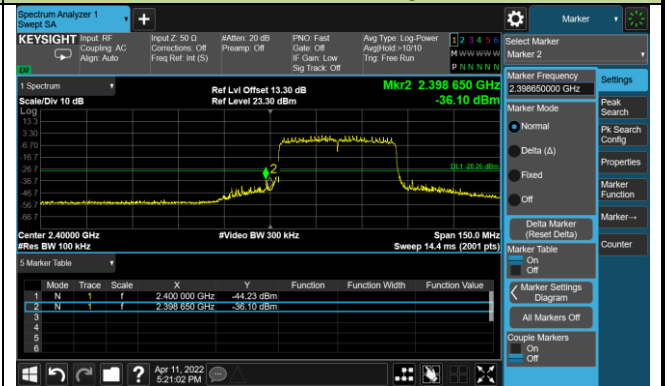 Spectrum Analyzer 1
Swept SA
+
Marker
KEYSIGHT
Input: RF
Coupling: AC
Align: Auto
Input Z: 50 Ω
Corrections: Off
Freq Ref: Int (S)
#Atten: 20 dB
Preamp: Off
PNO: Fast
Gate: Off
IF Gain: Low
Sig Track: Off
Avg Type: Log-Power
Avg|Hold:>10/10
Trig: Free Run
1 2 3 4 5 6
M W W W W W
P N N N N N
Select Marker
Marker 2
1 Spectrum
Scale/Div 10 dB
Ref Lvl Offset 13.30 dB
Ref Level 23.30 dBm
Mkr2 2.398 650 GHz
-36.10 dBm
Log
13.3
3.30
-6.70
-16.7
-26.7
-36.7
-46.7
-56.7
-66.7
2
DL1 -28.26 dBm
Center 2.40000 GHz
#Res BW 100 kHz
#Video BW 300 kHz
Span 150.0 MHz
Sweep 14.4 ms (2001 pts)
5 Marker Table
Mode Trace Scale X Y Function Function Width Function Value
1 N 1 f 2.400 000 GHz -44.23 dBm
2 N 1 f 2.398 650 GHz -36.10 dBm
3
4
5
6
Marker Frequency
2.398650000 GHz
Marker Mode
Normal
Delta (Δ)
Fixed
Off
Delta Marker
(Reset Delta)
Marker Table
On
Off
Marker Settings
Diagram
All Markers Off
Couple Markers
On
Off
Settings
Peak
Search
Pk Search
Config
Properties
Marker
Function
Marker→
Counter
?
Apr 11, 2022
5:21:02 PM